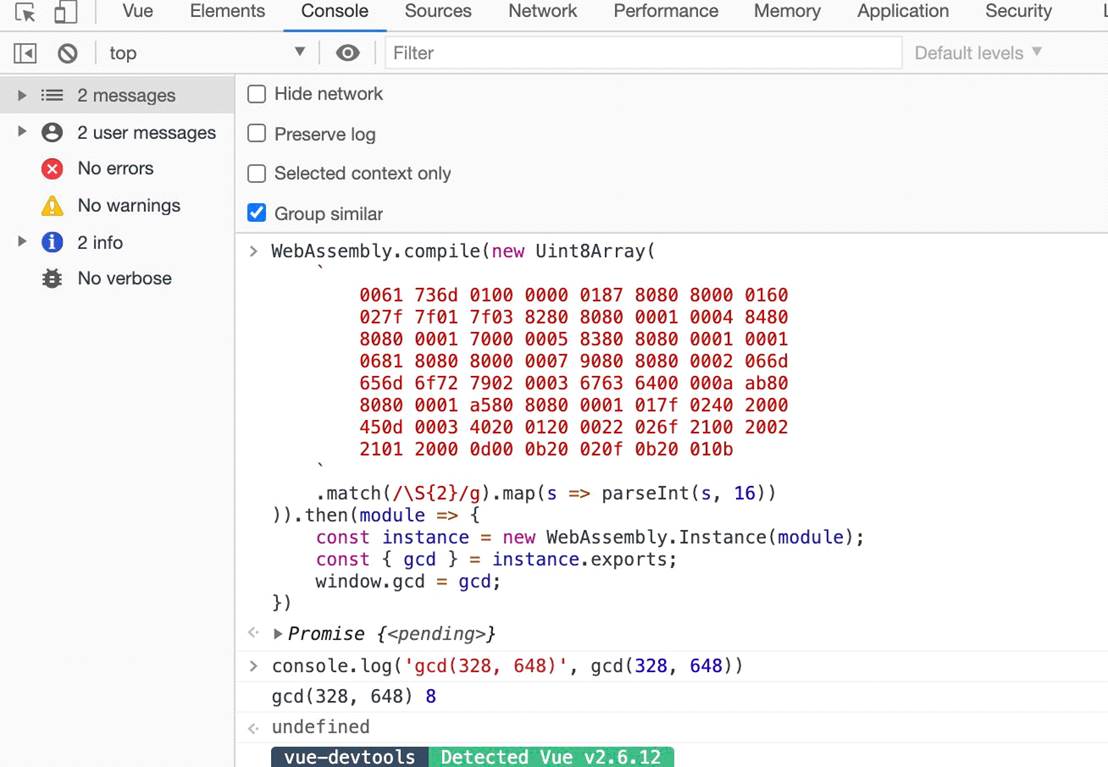 Vue Elements Console Sources Network Performance Memory Application Security
top Filter Default levels
2 messages
2 user messages
No errors
No warnings
2 info
No verbose
Hide network
Preserve log
Selected context only
Group similar
> WebAssembly.compile(new Uint8Array(
`
0061 736d 0100 0000 0187 8080 8000 0160
027f 7f01 7f03 8280 8080 0001 0004 8480
8080 0001 7000 0005 8380 8080 0001 0001
0681 8080 8000 0007 9080 8080 0002 066d
656d 6f72 7902 0003 6763 6400 000a ab80
8080 0001 a580 8080 0001 017f 0240 2000
450d 0003 4020 0120 0022 026f 2100 2002
2101 2000 0d00 0b20 020f 0b20 010b
`
.match(/\S{2}/g).map(s => parseInt(s, 16))
)).then(module => {
const instance = new WebAssembly.Instance(module);
const { gcd } = instance.exports;
window.gcd = gcd;
})
Promise {<pending>}
> console.log('gcd(328, 648)', gcd(328, 648))
gcd(328, 648) 8
undefined
vue-devtools Detected Vue v2.6.12